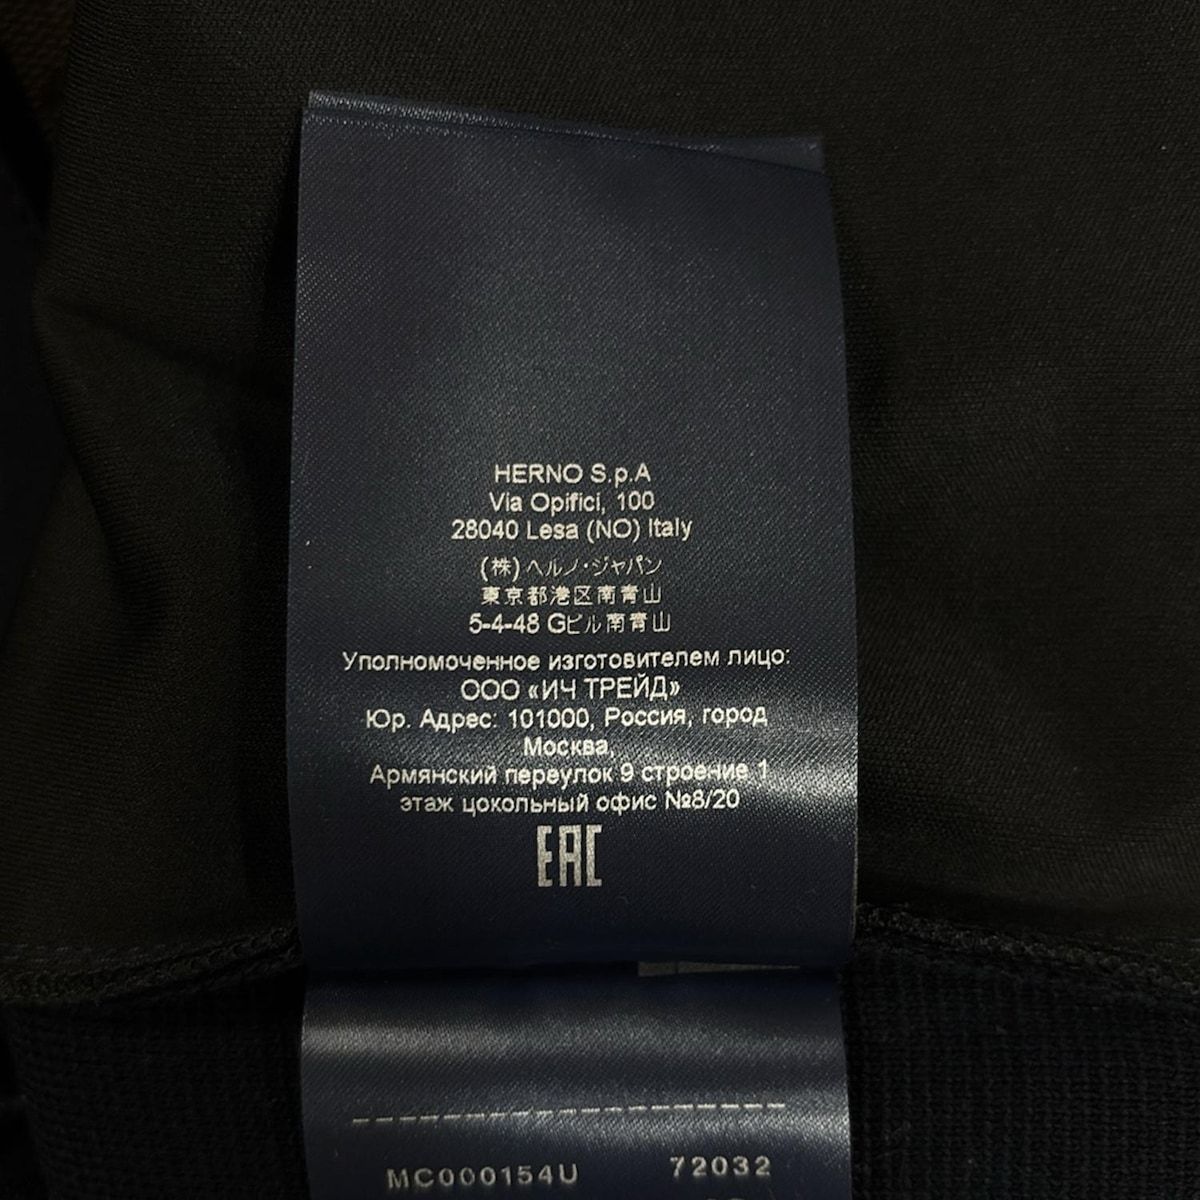 HERNO S.p.A
Via Opifici, 100
28040 Lesa (NO) Italy
(株)ヘルノ・ジャパン
東京都港区南青山
5-4-48 Gビル南青山
Уполномоченное изготовителем лицо:
ООО «ИЧ ТРЕЙД»
Юр. Адрес: 101000, Россия, город
Москва,
Армянский переулок 9 строение 1
этаж цокольный офис №8/20
EAC
MC000154U 72032